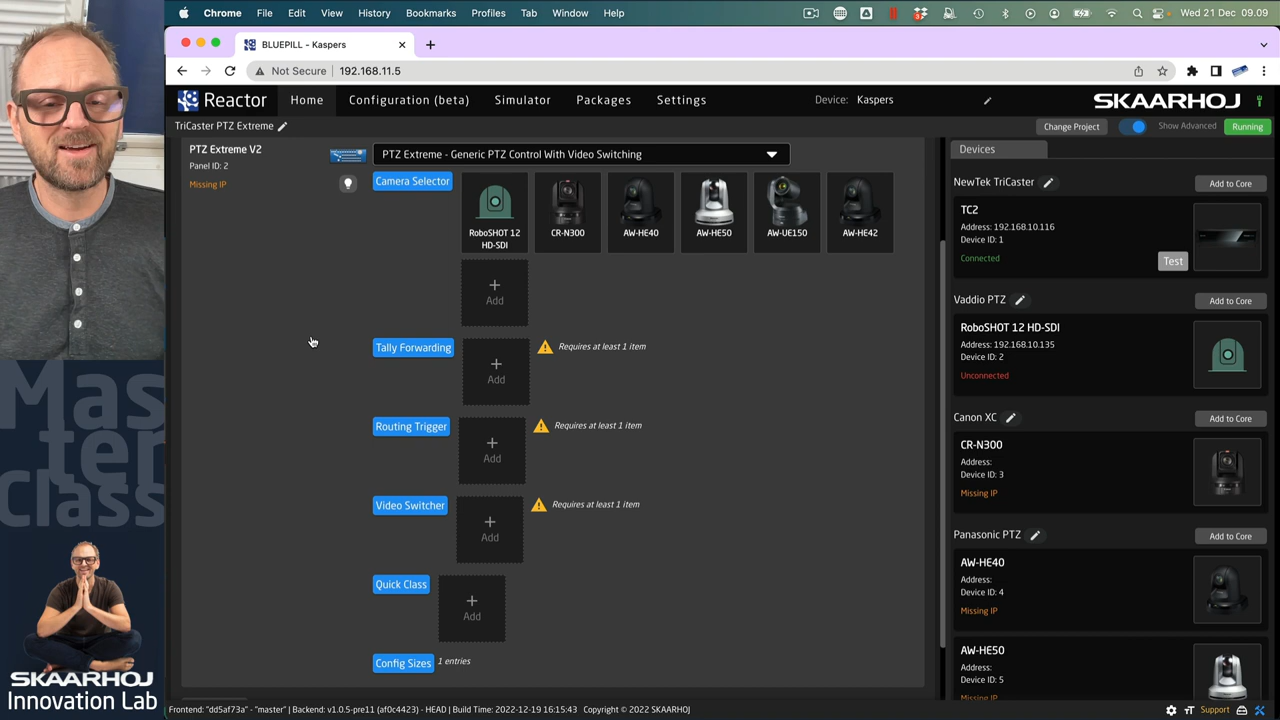 Chrome File Edit View History Bookmarks Profiles Tab Window Help Wed 21 Dec 09.09
BLUEPILL - Kaspers
Not Secure 192.168.11.5
Reactor Home Configuration (beta) Simulator Packages Settings Device: Kaspers SKAARHOJ
TriCaster PTZ Extreme Change Project Show Advanced Running
PTZ Extreme V2
Panel ID: 2
Missing IP
PTZ Extreme - Generic PTZ Control With Video Switching
Camera Selector
RoboSHOT 12 HD-SDI
CR-N300
AW-HE40
AW-HE50
AW-UE150
AW-HE42
+
Add
Tally Forwarding
+
Add
Requires at least 1 item
Routing Trigger
+
Add
Requires at least 1 item
Video Switcher
+
Add
Requires at least 1 item
Quick Class
+
Add
Config Sizes 1 entries
Devices
NewTek TriCaster Add to Core
TC2
Address: 192.168.10.116
Device ID: 1
Connected
Test
Vaddio PTZ Add to Core
RoboSHOT 12 HD-SDI
Address: 192.168.10.135
Device ID: 2
Unconnected
Canon XC Add to Core
CR-N300
Address:
Device ID: 3
Missing IP
Panasonic PTZ Add to Core
AW-HE40
Address:
Device ID: 4
Missing IP
AW-HE50
Address:
Device ID: 5
Missing IP
Mas
ter
Class
SKAARHOJ
Innovation Lab
Frontend: "dd5af73a" - "master" | Backend: v1.0.5-pre11 (af0c4423) - HEAD | Build Time: 2022-12-19 16:15:43 Copyright © 2022 SKAARHOJ Support